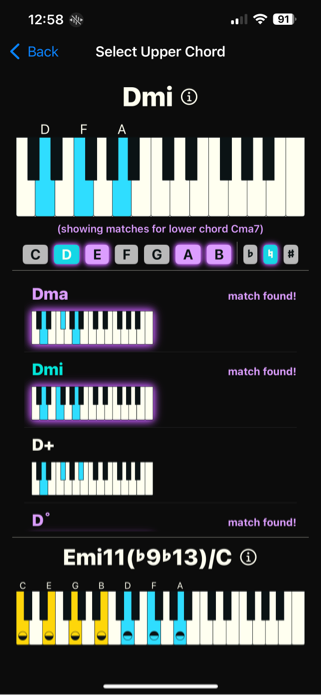 12:58 91
Back Select Upper Chord
Dmi ⓘ
D F A
(showing matches for lower chord Cma7)
C D E F G A B ♭ ♮ ♯
Dma match found!
Dmi match found!
D+
D° match found!
Emi11(♭9♭13)/C ⓘ
C E G B D F A